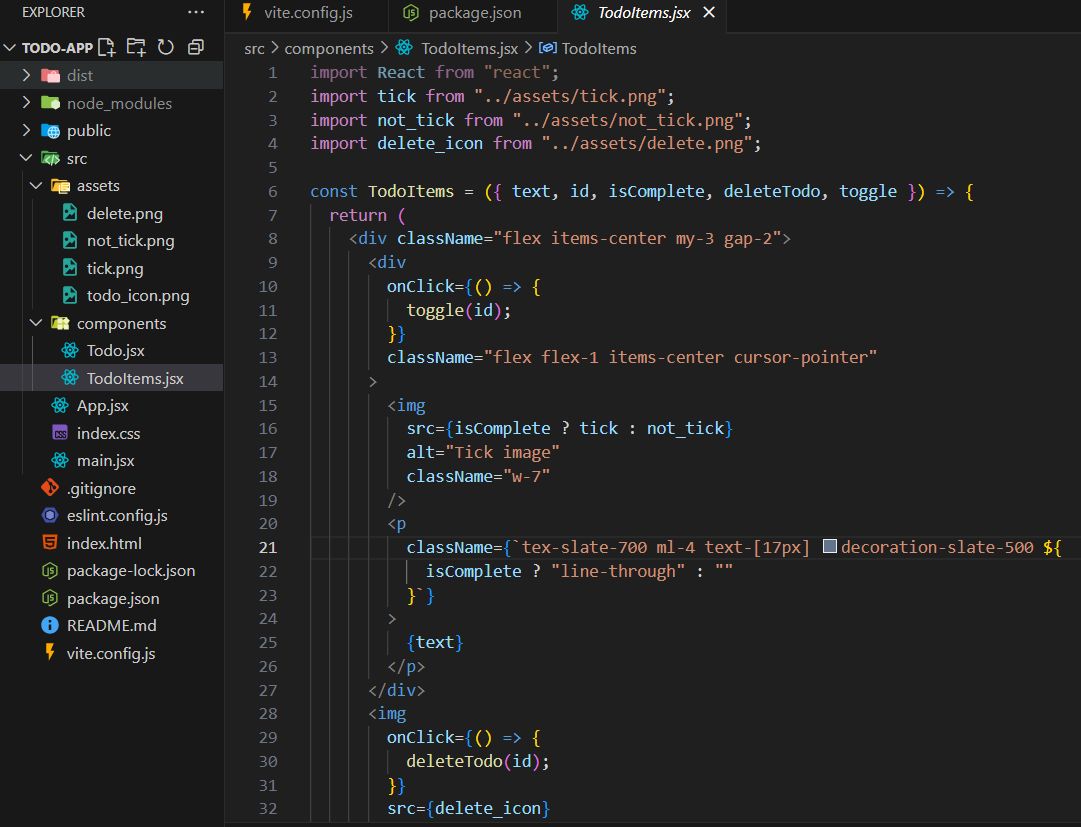 EXPLORER ...
TODO-APP
dist
node_modules
public
src
assets
delete.png
not_tick.png
tick.png
todo_icon.png
components
Todo.jsx
TodoItems.jsx
App.jsx
index.css
main.jsx
.gitignore
eslint.config.js
index.html
package-lock.json
package.json
README.md
vite.config.js
vite.config.js package.json TodoItems.jsx
src > components > TodoItems.jsx > TodoItems
1 import React from "react";
2 import tick from "../assets/tick.png";
3 import not_tick from "../assets/not_tick.png";
4 import delete_icon from "../assets/delete.png";
5
6 const TodoItems = ({ text, id, isComplete, deleteTodo, toggle }) => {
7 return (
8 <div className="flex items-center my-3 gap-2">
9 <div
10 onClick={() => {
11 toggle(id);
12 }}
13 className="flex flex-1 items-center cursor-pointer"
14 >
15 <img
16 src={isComplete ? tick : not_tick}
17 alt="Tick image"
18 className="w-7"
19 />
20 <p
21 className={`tex-slate-700 ml-4 text-[17px] decoration-slate-500 ${
22 isComplete ? "line-through" : ""
23 }`}
24 >
25 {text}
26 </p>
27 </div>
28 <img
29 onClick={() => {
30 deleteTodo(id);
31 }}
32 src={delete_icon}